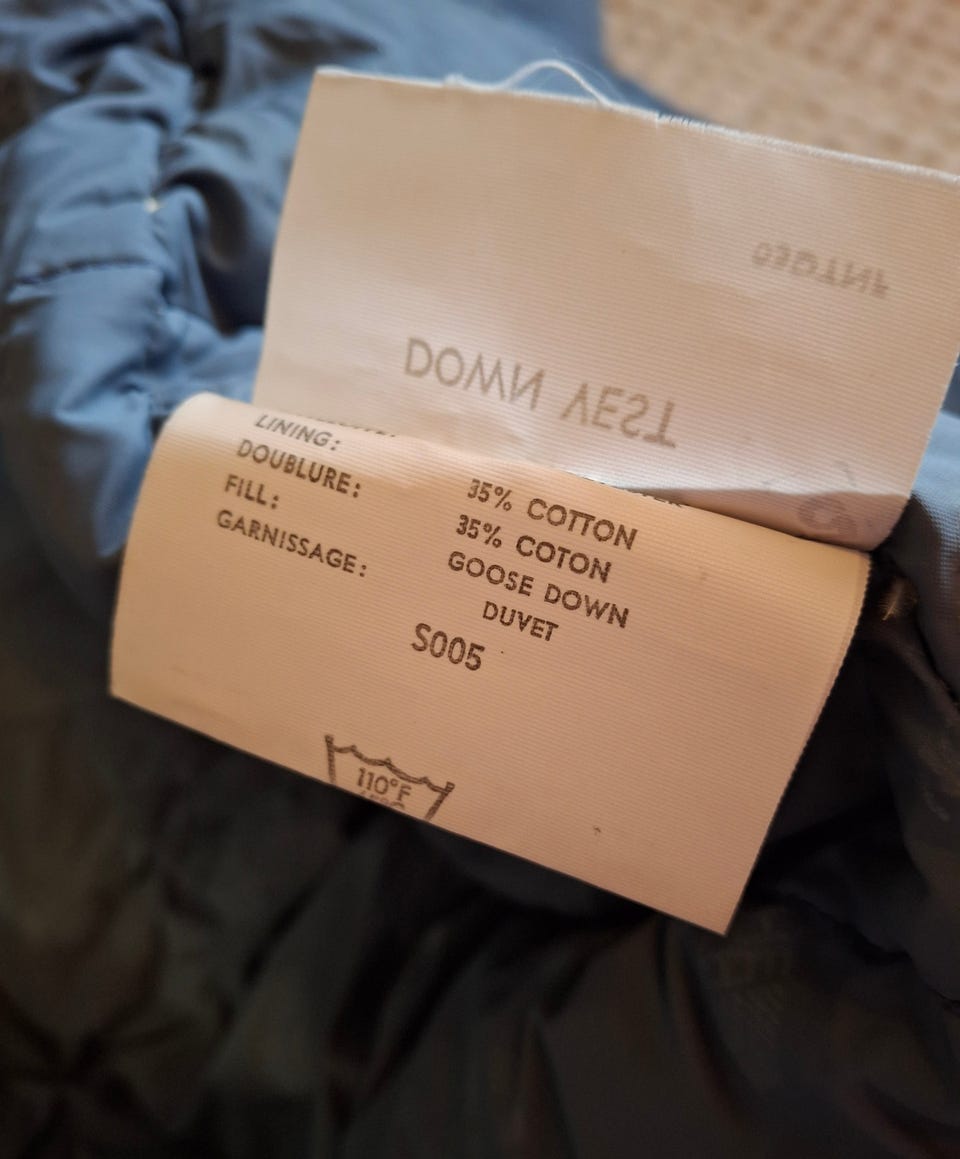 DOWN VEST
LINING:
DOUBLURE:
35% COTTON
FILL:
35% COTON
GARNISSAGE:
GOOSE DOWN
DUVET
S005
110°F